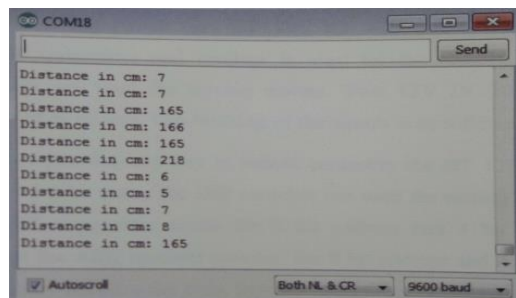 COM18
Send
Distance in cm: 7
Distance in cm: 7
Distance in cm: 165
Distance in cm: 166
Distance in cm: 165
Distance in cm: 218
Distance in cm: 6
Distance in cm: 5
Distance in cm: 7
Distance in cm: 8
Distance in cm: 165
Autoscroll
Both NL & CR
9600 baud